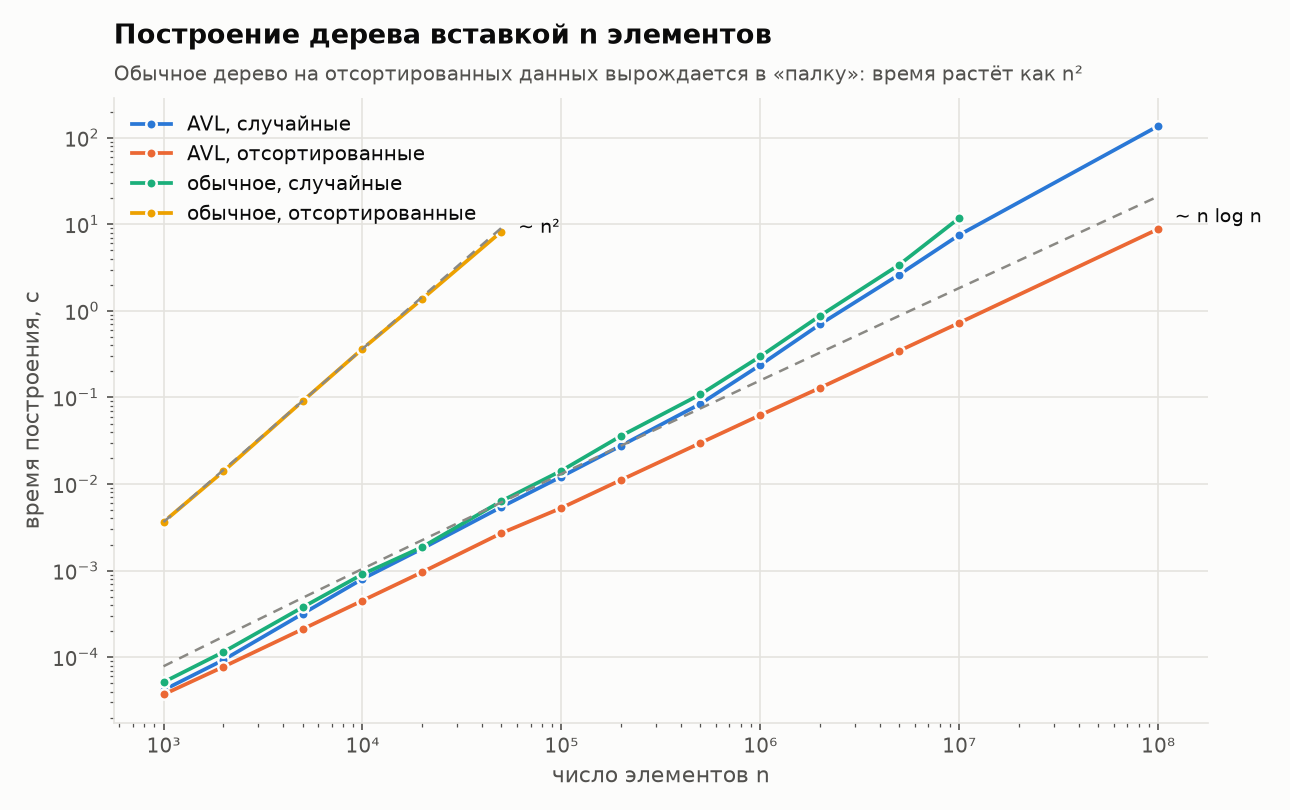 Построение дерева вставкой n элементов
Обычное дерево на отсортированных данных вырождается в «палку»: время растёт как n²
AVL, случайные
AVL, отсортированные
обычное, случайные
обычное, отсортированные
~ n²
~ n log n
время построения, с
10²
10¹
10⁰
10⁻¹
10⁻²
10⁻³
10⁻⁴
10³ 10⁴ 10⁵ 10⁶ 10⁷ 10⁸
число элементов n